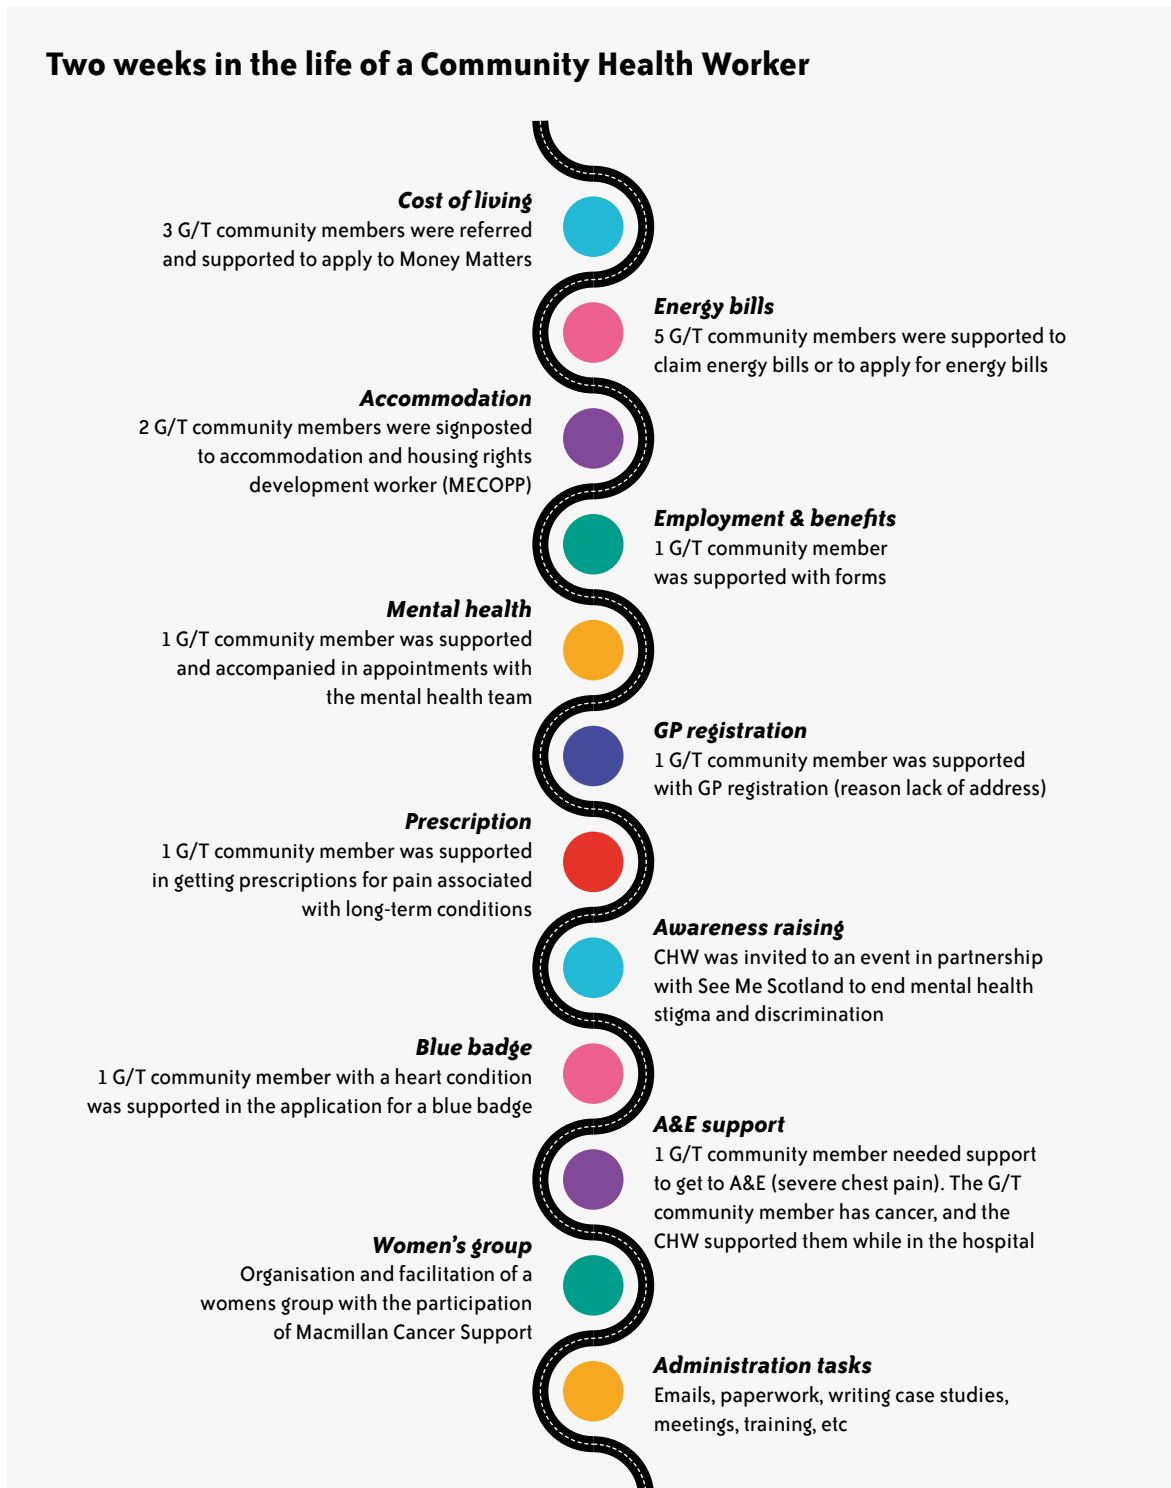 Two weeks in the life of a Community Health Worker
Cost of living
3 G/T community members were referred
and supported to apply to Money Matters
Energy bills
5 G/T community members were supported to
claim energy bills or to apply for energy bills
Accommodation
2 G/T community members were signposted
to accommodation and housing rights
development worker (MECOPP)
Employment & benefits
1 G/T community member
was supported with forms
Mental health
1 G/T community member was supported
and accompanied in appointments with
the mental health team
GP registration
1 G/T community member was supported
with GP registration (reason lack of address)
Prescription
1 G/T community member was supported
in getting prescriptions for pain associated
with long-term conditions
Awareness raising
CHW was invited to an event in partnership
with See Me Scotland to end mental health
stigma and discrimination
Blue badge
1 G/T community member with a heart condition
was supported in the application for a blue badge
A&E support
1 G/T community member needed support
to get to A&E (severe chest pain). The G/T
community member has cancer, and the
CHW supported them while in the hospital
Women’s group
Organisation and facilitation of a
womens group with the participation
of Macmillan Cancer Support
Administration tasks
Emails, paperwork, writing case studies,
meetings, training, etc